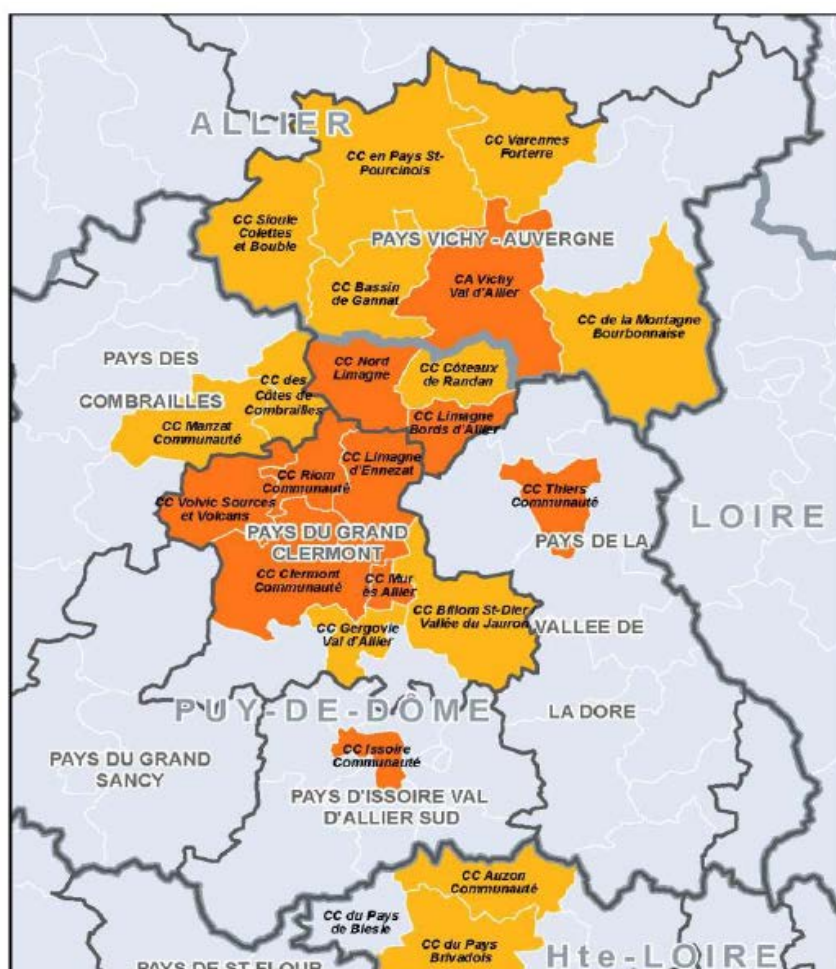 ALLIER
CC Varennes
Forterre
CC en Pays St-
Pourcinois
CC Sioule
Colettes
et Bouble
PAYS VICHY - AUVERGNE
CC Bassin
de Gannat
CA Vichy
Val d'Allier
CC de la Montagne
Bourbonnaise
PAYS DES
COMBRAILLES
CC Nord
Limagne
CC Côteaux
de Randan
CC des
Côtes de
Combrailles
CC Manzat
Communauté
CC Limagne
Bords d'Allier
CC Limagne
d'Ennezat
CC Riom
Communauté
CC Volvic Sources
et Volcans
CC Thiers
Communauté
LOIRE
PAYS DU GRAND
CLERMONT
PAYS DE LA
CC Clermont
Communauté
CC Mur
ès Allier
CC Billom St-Dier
Vallée du Jauron
VALLEE DE
CC Gergovie
Val d'Allier
PUY-DE-DÔME
LA DORE
PAYS DU GRAND
SANCY
CC Issoire
Communauté
PAYS D'ISSOIRE VAL
D'ALLIER SUD
CC Auzon
Communauté
CC du Pays
de Blesle
CC du Pays
Brivadois
Hte-LOIRE
PAYS DE ST FLOUR